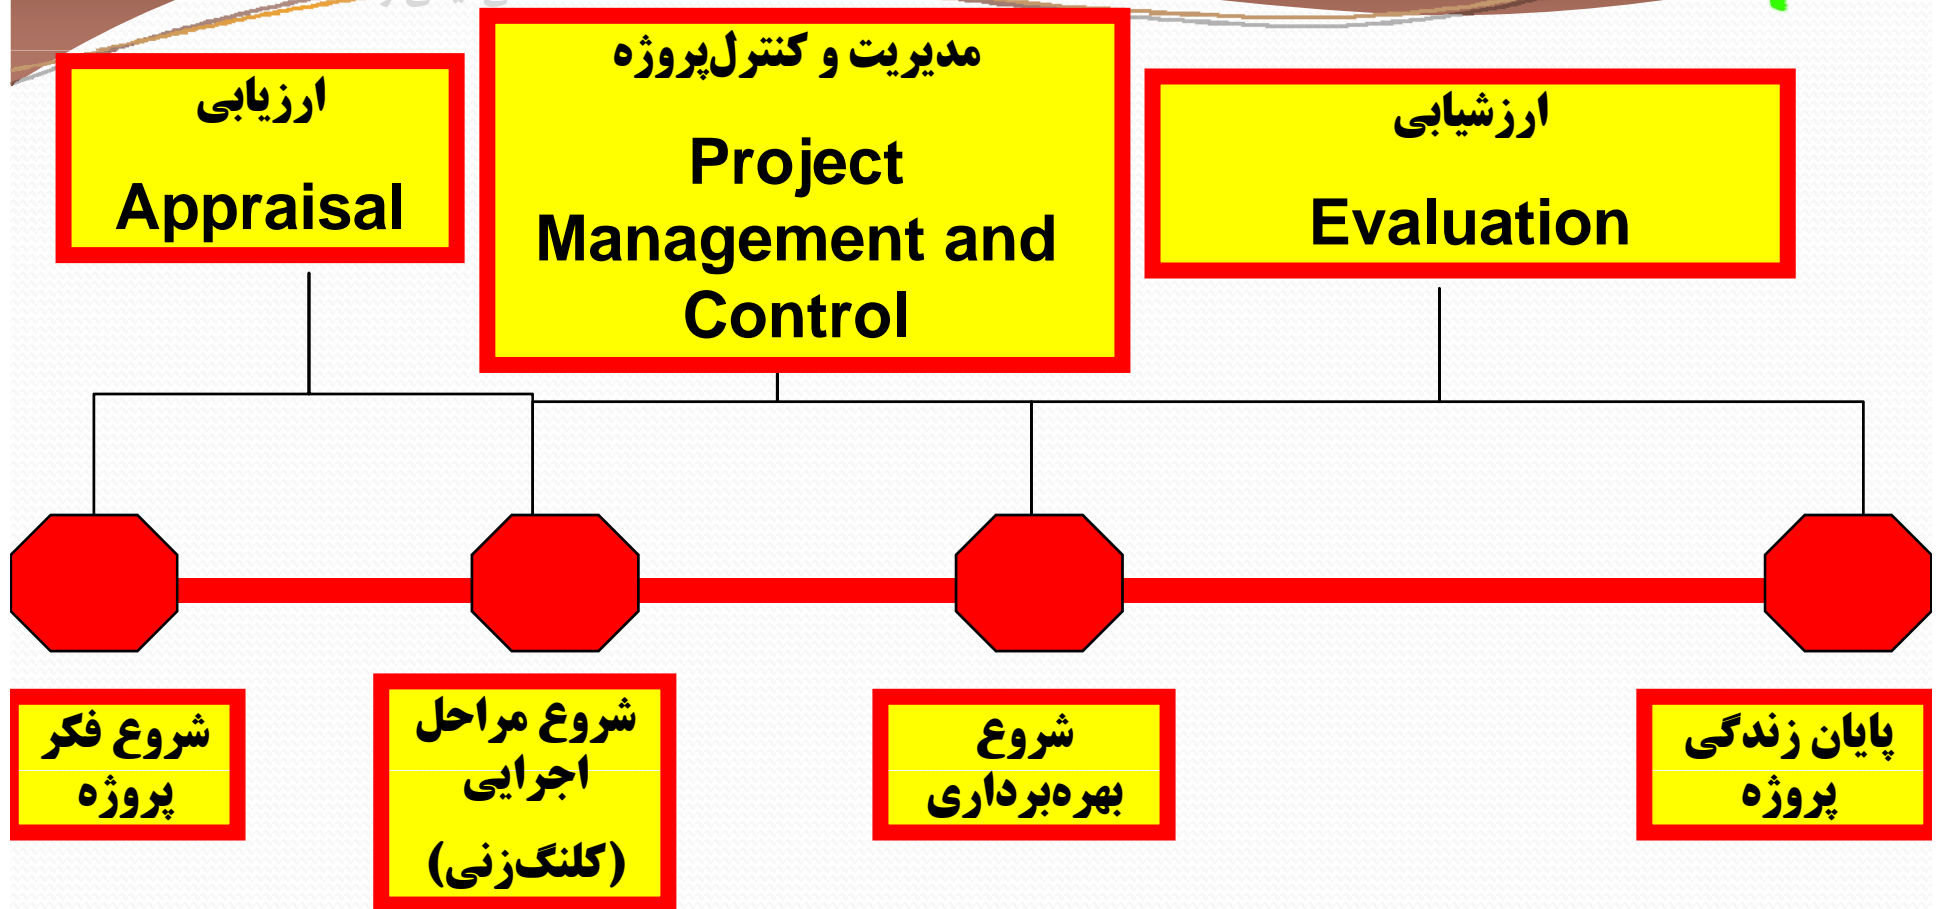 ارزیابی
Appraisal
مدیریت و کنترل‌پروژه
Project
Management and
Control
ارزشیابی
Evaluation
شروع فکر
پروژه
شروع مراحل
اجرایی
(کلنگ‌زنی)
شروع
بهره‌برداری
پایان زندگی
پروژه